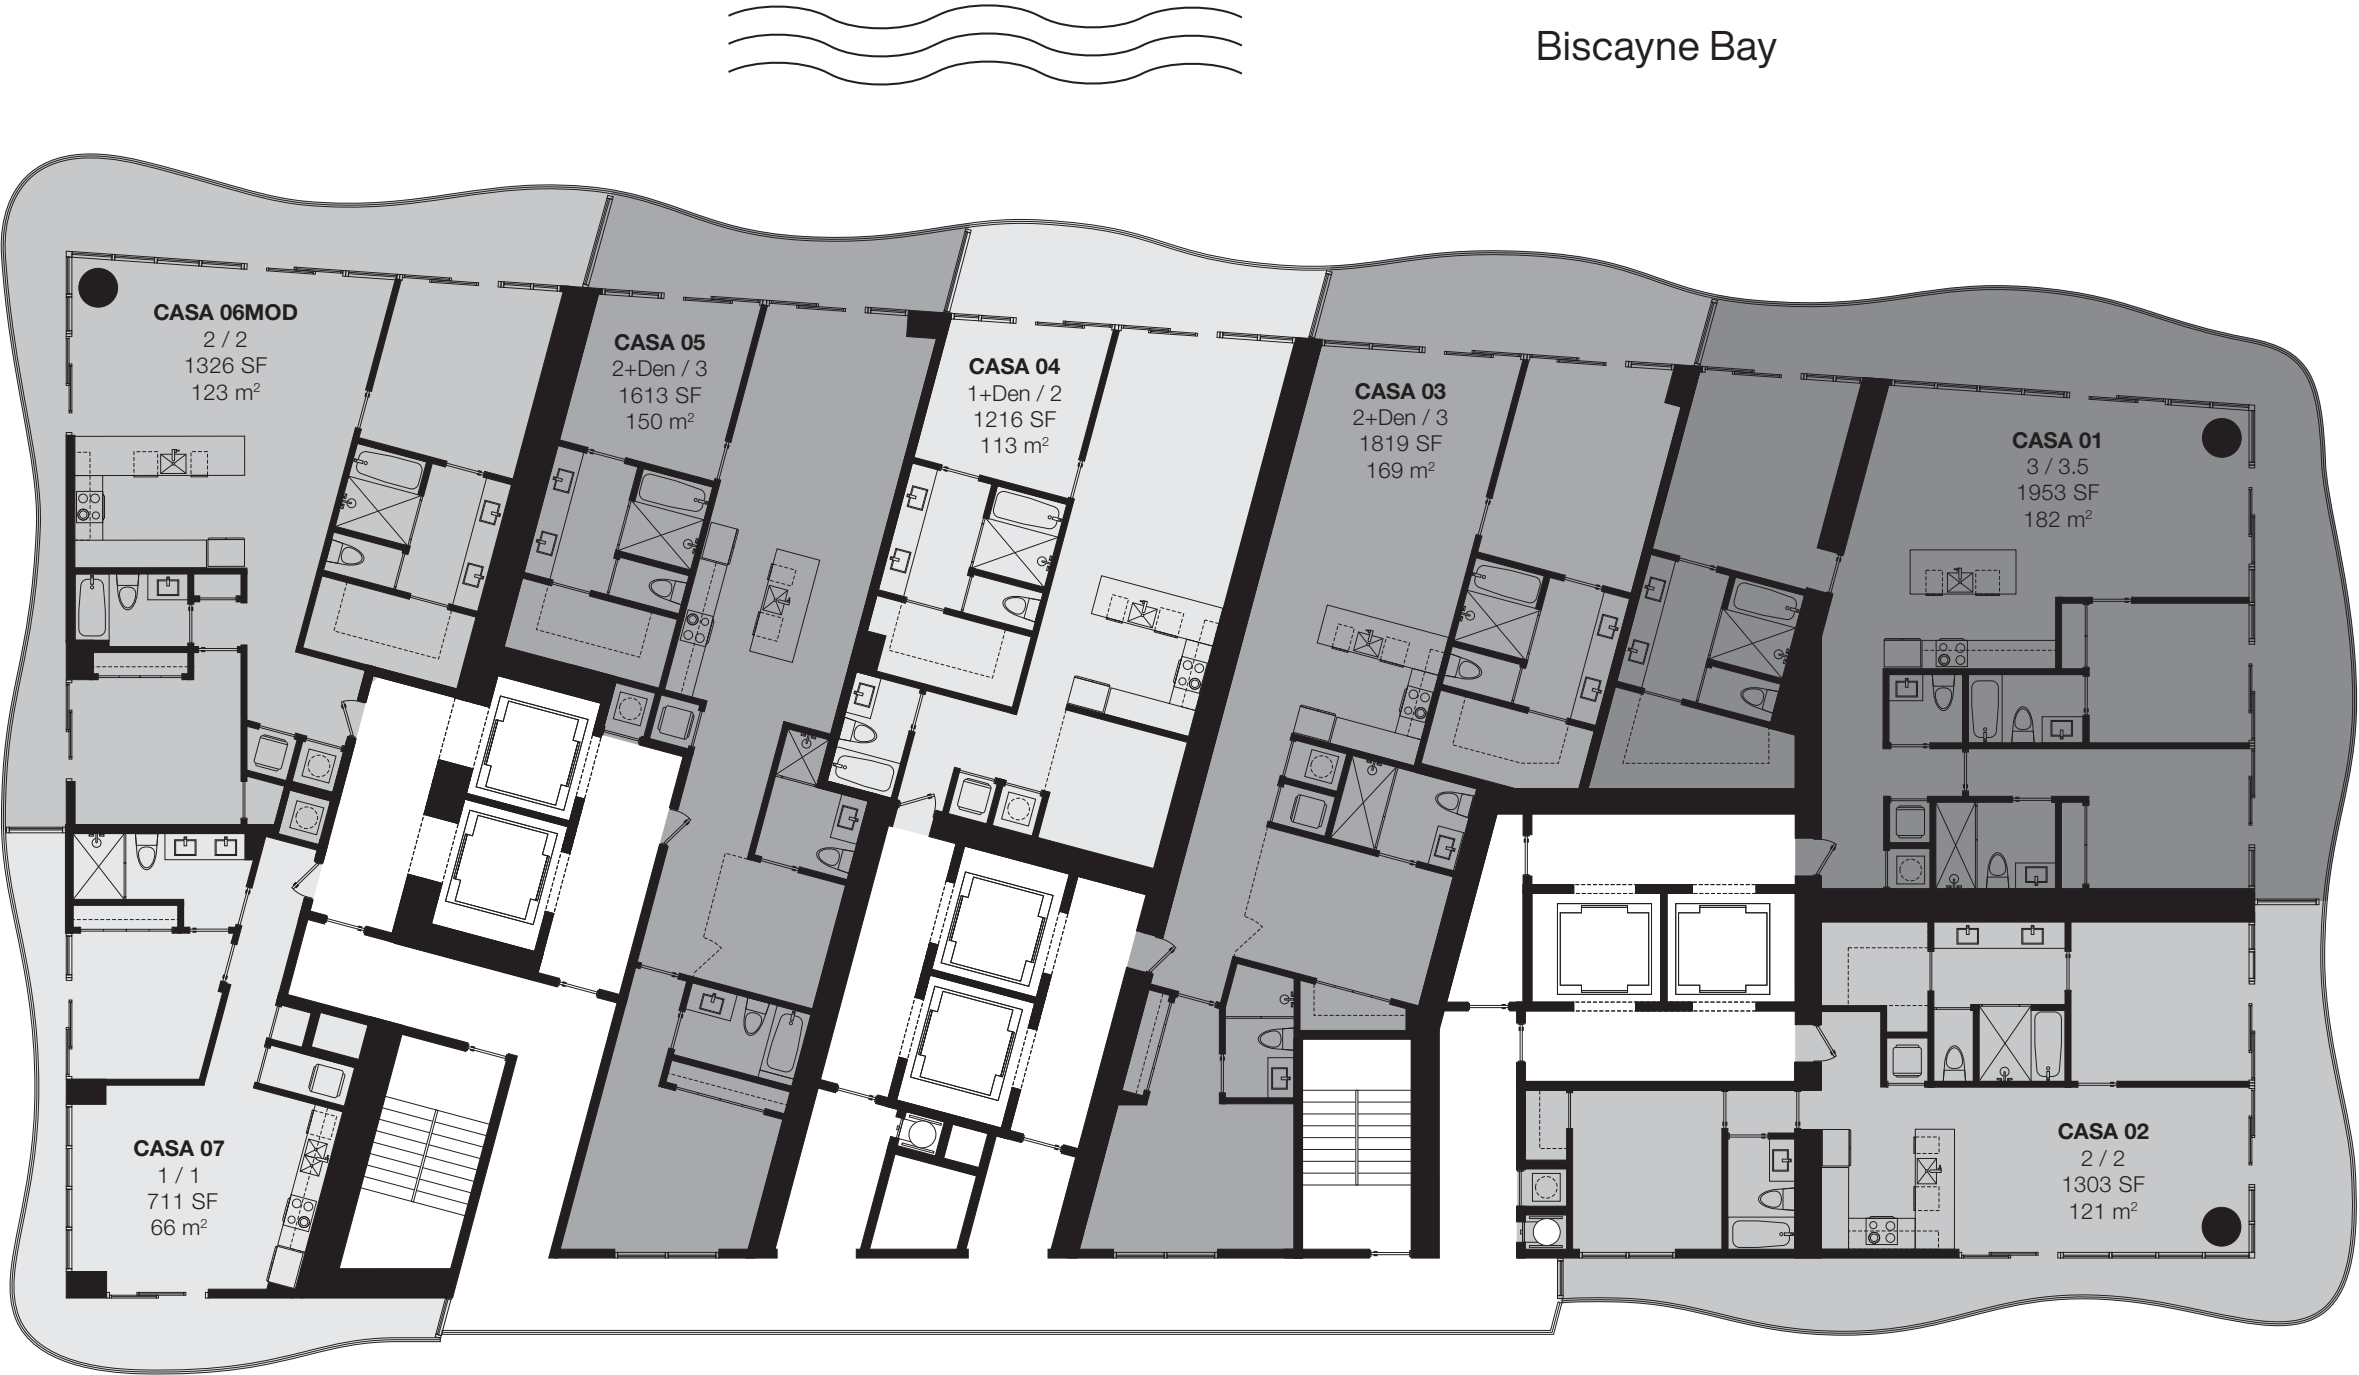 Biscayne Bay
CASA 06MOD
2 / 2
1326 SF
123 m²
CASA 05
2+Den / 3
1613 SF
150 m²
CASA 04
1+Den / 2
1216 SF
113 m²
CASA 03
2+Den / 3
1819 SF
169 m²
CASA 01
3 / 3.5
1953 SF
182 m²
CASA 07
1 / 1
711 SF
66 m²
CASA 02
2 / 2
1303 SF
121 m²